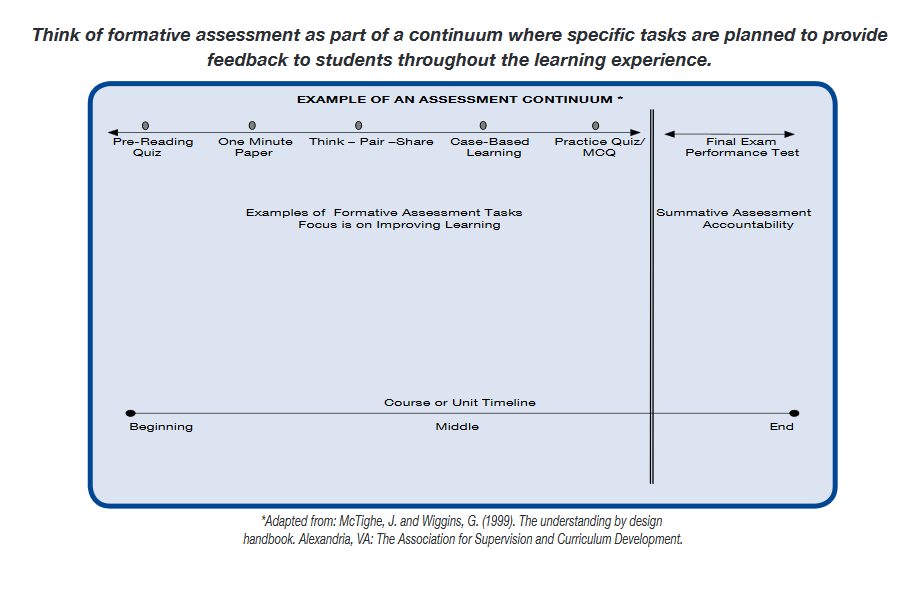 Think of formative assessment as part of a continuum where specific tasks are planned to provide
feedback to students throughout the learning experience.
EXAMPLE OF AN ASSESSMENT CONTINUUM *
Pre-Reading
Quiz
One Minute
Paper
Think – Pair –Share
Case-Based
Learning
Practice Quiz/
MCQ
Final Exam
Performance Test
Examples of Formative Assessment Tasks
Focus is on Improving Learning
Summative Assessment
Accountability
Course or Unit Timeline
Beginning
Middle
End
*Adapted from: McTighe, J. and Wiggins, G. (1999). The understanding by design
handbook. Alexandria, VA: The Association for Supervision and Curriculum Development.